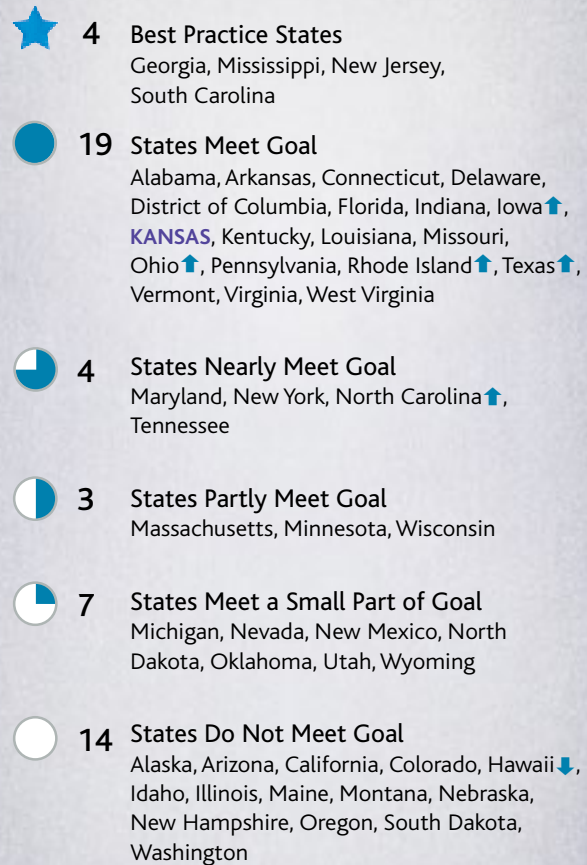 4 Best Practice States
Georgia, Mississippi, New Jersey,
South Carolina
19 States Meet Goal
Alabama, Arkansas, Connecticut, Delaware,
District of Columbia, Florida, Indiana, Iowa⬆,
KANSAS, Kentucky, Louisiana, Missouri,
Ohio⬆, Pennsylvania, Rhode Island⬆, Texas⬆,
Vermont, Virginia, West Virginia
4 States Nearly Meet Goal
Maryland, New York, North Carolina⬆,
Tennessee
3 States Partly Meet Goal
Massachusetts, Minnesota, Wisconsin
7 States Meet a Small Part of Goal
Michigan, Nevada, New Mexico, North
Dakota, Oklahoma, Utah, Wyoming
14 States Do Not Meet Goal
Alaska, Arizona, California, Colorado, Hawaii⬇,
Idaho, Illinois, Maine, Montana, Nebraska,
New Hampshire, Oregon, South Dakota,
Washington